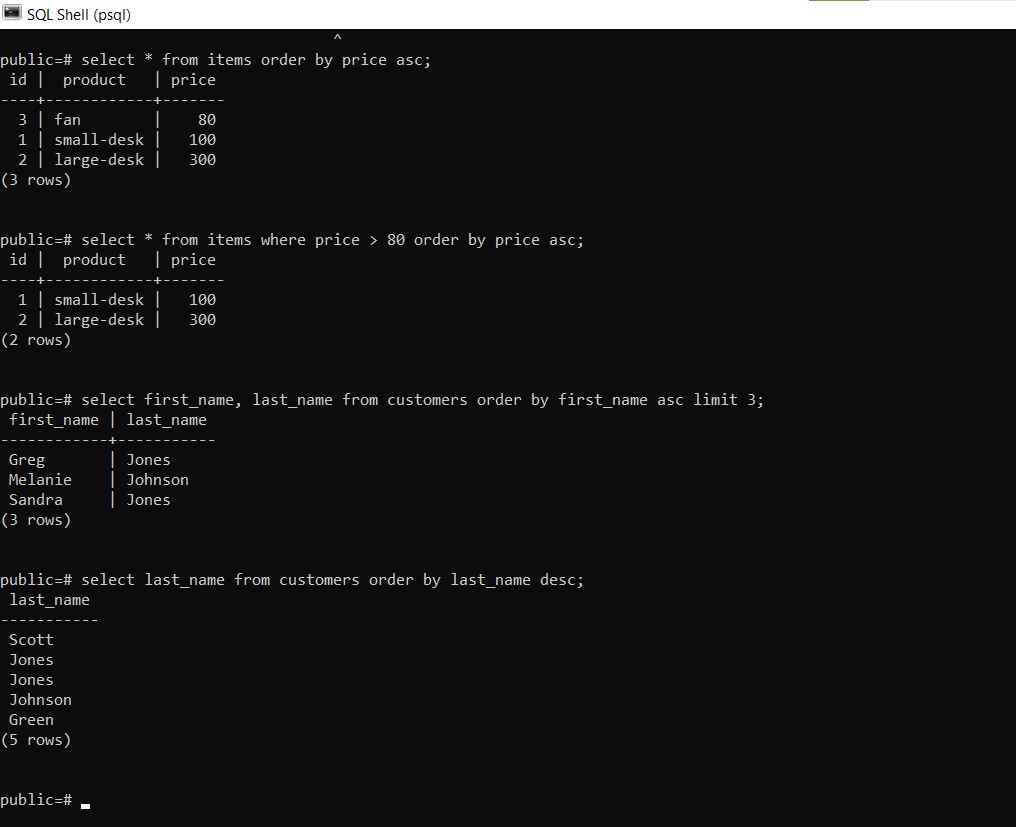 SQL Shell (psql)
^
public=# select * from items order by price asc;
 id |  product   | price
----+------------+-------
  3 | fan        |    80
  1 | small-desk |   100
  2 | large-desk |   300
(3 rows)
public=# select * from items where price > 80 order by price asc;
 id |  product   | price
----+------------+-------
  1 | small-desk |   100
  2 | large-desk |   300
(2 rows)
public=# select first_name, last_name from customers order by first_name asc limit 3;
 first_name | last_name
------------+-----------
 Greg       | Jones
 Melanie    | Johnson
 Sandra     | Jones
(3 rows)
public=# select last_name from customers order by last_name desc;
 last_name
-----------
 Scott
 Jones
 Jones
 Johnson
 Green
(5 rows)
public=#